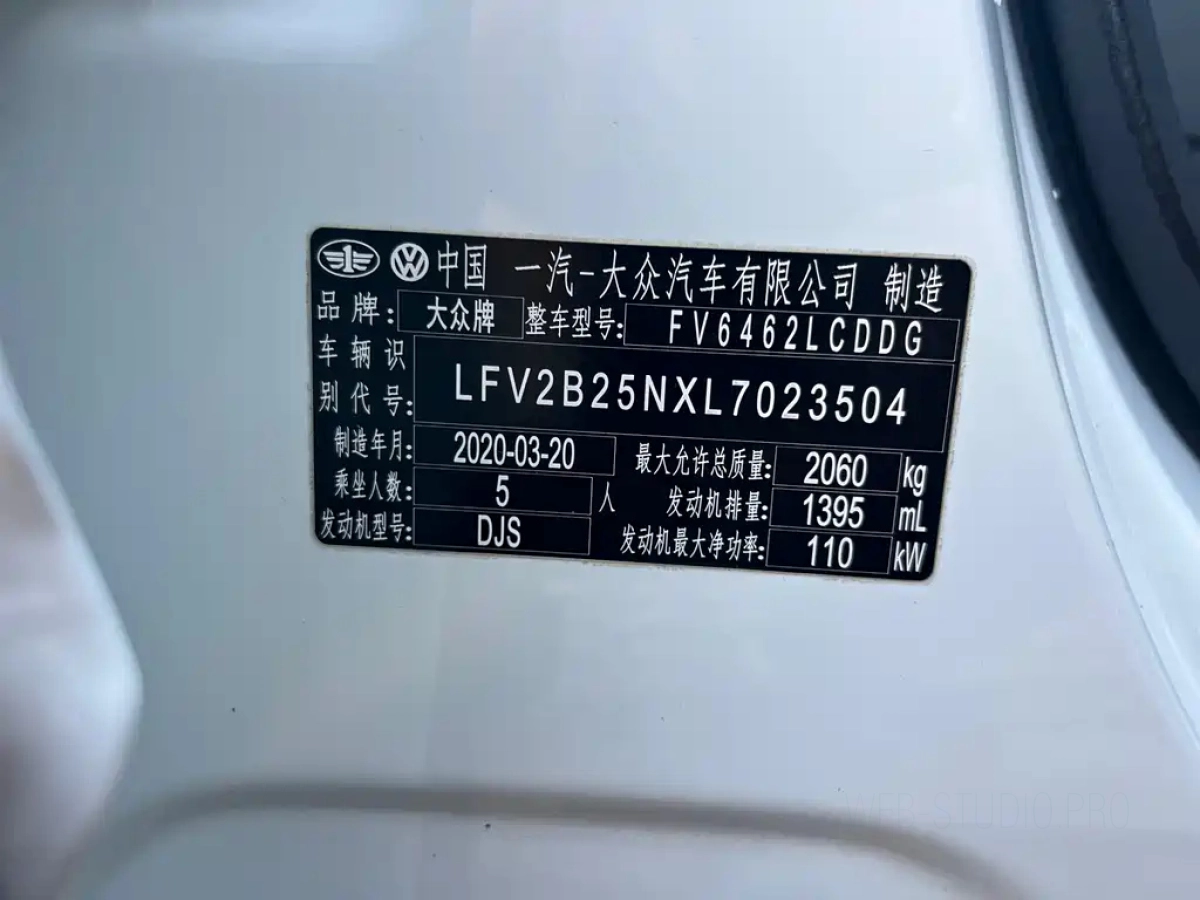 中国 一汽-大众汽车有限公司 制造
品牌: 大众牌 整车型号: FV6462LCDDG
车辆识别代号: LFV2B25NXL7023504
制造年月: 2020-03-20 最大允许总质量: 2060 kg
乘坐人数: 5 人 发动机排量: 1395 mL
发动机型号: DJS 发动机最大净功率: 110 kW
WEB-STUDIO.PRO